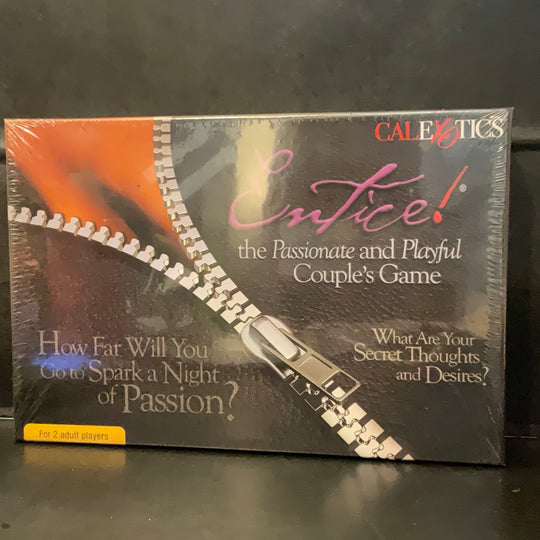 CALEXOTICS
Entice!®
the Passionate and Playful
Couple's Game
How Far Will You
Go to Spark a Night
of Passion?
What Are Your
Secret Thoughts
and Desires?
For 2 adult players